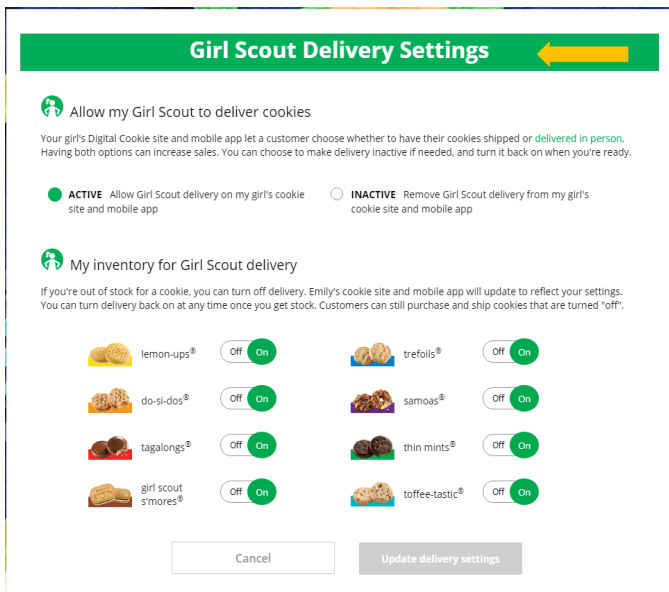 Girl Scout Delivery Settings
Allow my Girl Scout to deliver cookies
Your girl's Digital Cookie site and mobile app let a customer choose whether to have their cookies shipped or delivered in person.
Having both options can increase sales. You can choose to make delivery inactive if needed, and turn it back on when you're ready.
ACTIVE Allow Girl Scout delivery on my girl's cookie
site and mobile app
INACTIVE Remove Girl Scout delivery from my girl's
cookie site and mobile app
My inventory for Girl Scout delivery
If you're out of stock for a cookie, you can turn off delivery. Emily's cookie site and mobile app will update to reflect your settings.
You can turn delivery back on at any time once you get stock. Customers can still purchase and ship cookies that are turned "off".
lemon-ups® Off On
trefoils® Off On
do-si-dos® Off On
samoas® Off On
tagalongs® Off On
thin mints® Off On
girl scout
s'mores® Off On
toffee-tastic® Off On
Cancel
Update delivery settings